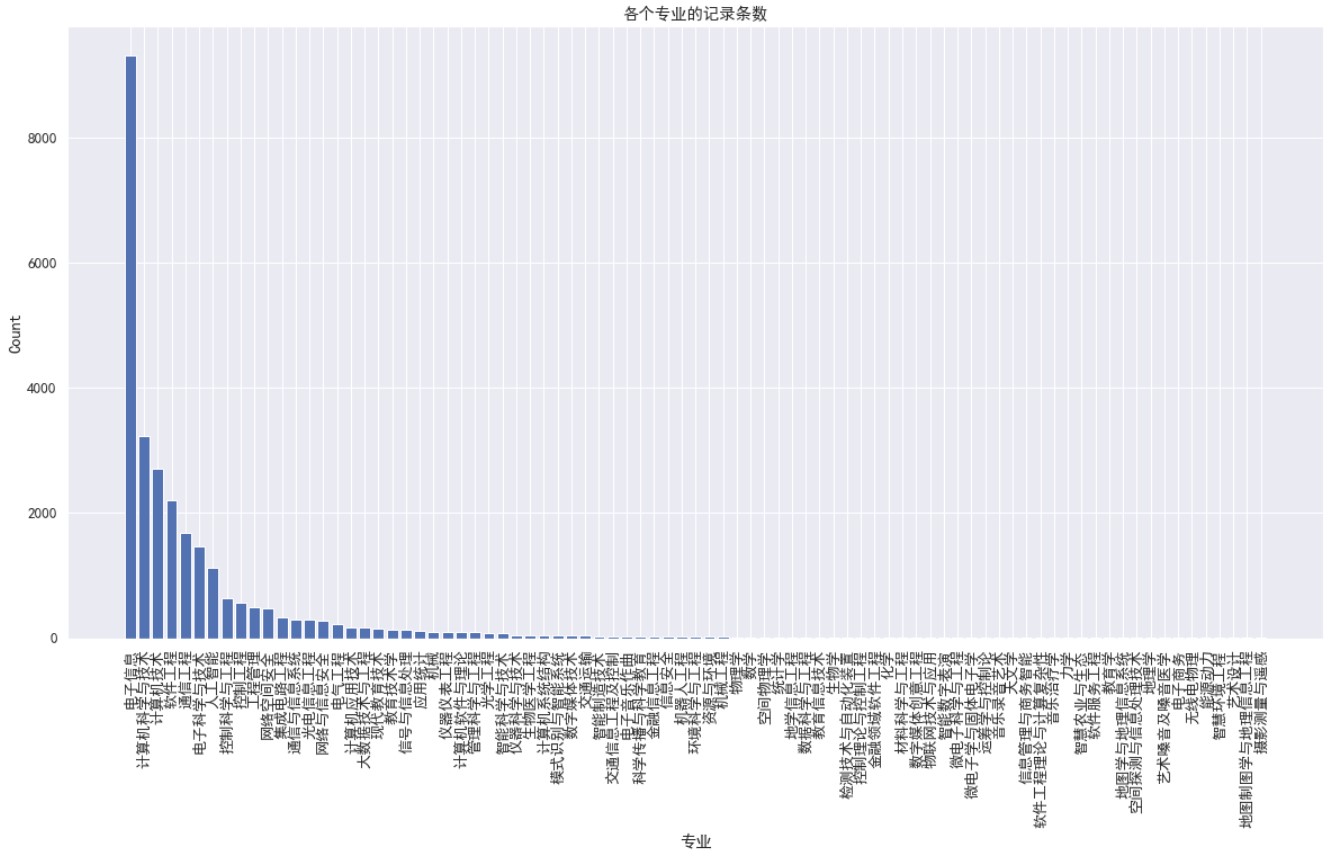 各个专业的记录条数
Count
8000
6000
4000
2000
0
电子信息
计算机科学与技术
计算机技术
软件工程
通信工程
电子科学与技术
人工智能
控制科学与工程
控制工程
工程管理
网络空间安全
集成电路工程
通信信息系统
光电信息工程
网络与信息安全
电气工程
计算机应用技术
大数据技术与工程
现代教育技术
教育技术学
信号与信息处理
应用统计
机械
仪器仪表工程
计算机软件与理论
管理科学与工程
光学工程
智能科学与技术
仪器科学与技术
生物医学工程
计算机系统结构
模式识别与智能系统
数字媒体技术
交通运输
智能制造技术
交通信息工程及控制
电子音乐作曲
科学传播与科学教育
金融信息工程
信息安全
机器人工程
环境科学与工程
资源与环境
机械工程
物理学
数学
空间物理学
统计学
地学信息工程
数据科学与工程
教育信息技术
生物学
检测技术与自动化装置
控制理论与控制工程
金融领域软件工程
化学
材料科学与工程
数字媒体创意工程
物联网技术与应用
智能数字表演
微电子科学与工程
微电子学与固体电子学
运筹学与控制论
音乐录音艺术
天文学
信息管理与商务智能
软件工程理论与计算复杂性
音乐治疗学
力学
智慧农业与生态
软件服务工程
教育学
地图学与地理信息系统
空间探测与信息处理技术
地理学
艺术嗓音及嗓音医学
电子商务
无线电物理
能源动力
智慧环境工程
艺术设计
地图制图学与地理信息工程
摄影测量与遥感
专业